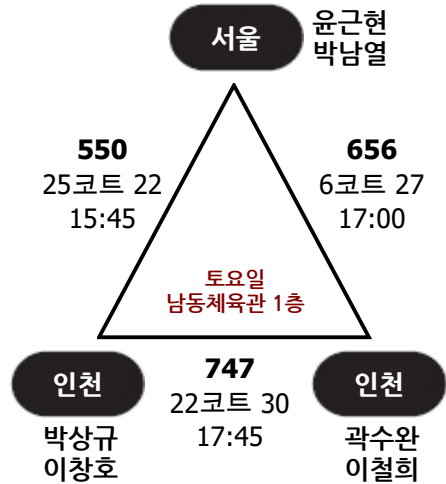 서울
윤근현
박남열
550
25코트 22
15:45
656
6코트 27
17:00
토요일
남동체육관 1층
인천
박상규
이창호
747
22코트 30
17:45
인천
곽수완
이철희